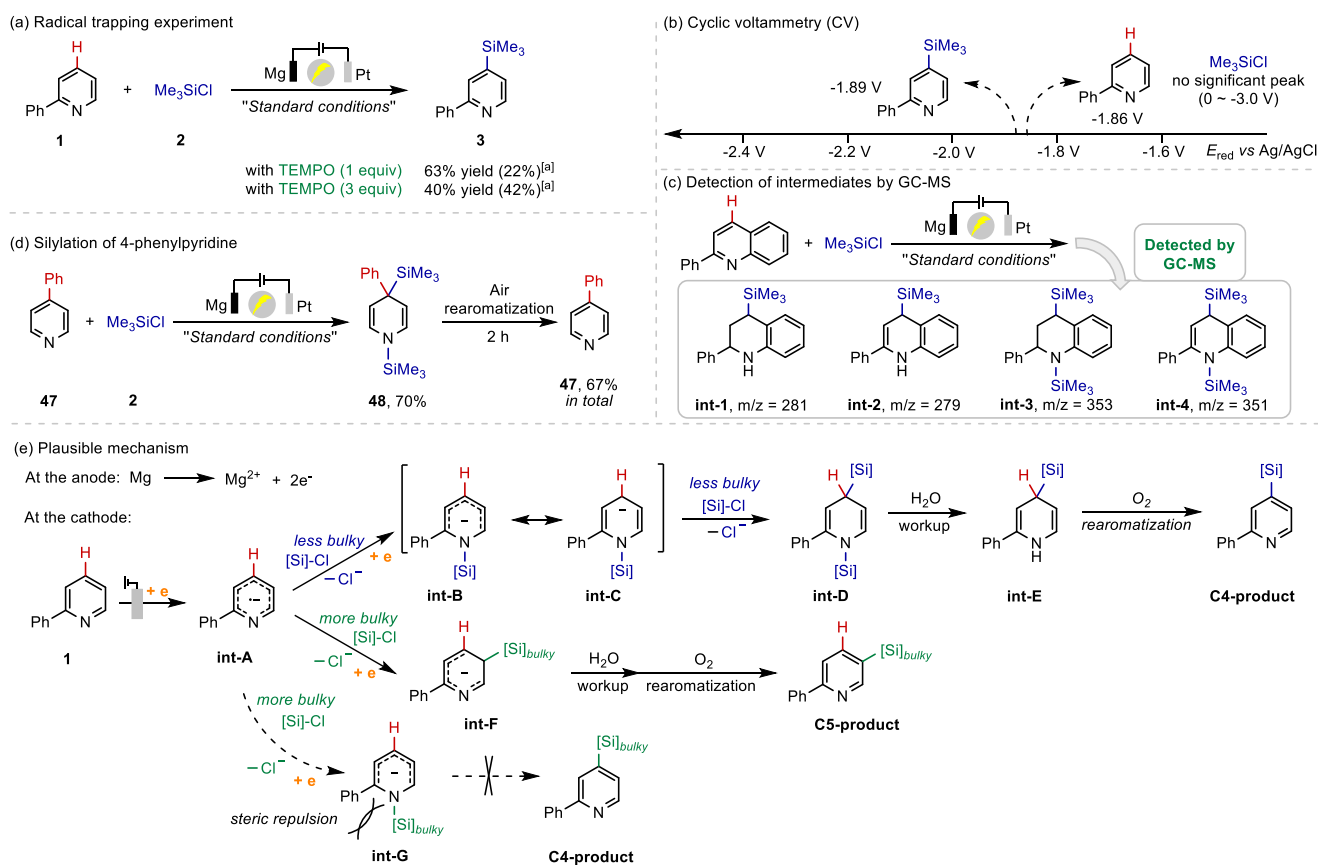 (a) Radical trapping experiment
H
Ph
N
1
+
Me3SiCl
2
Mg
Pt
"Standard conditions"
SiMe3
Ph
N
3
with TEMPO (1 equiv) 63% yield (22%)[a]
with TEMPO (3 equiv) 40% yield (42%)[a]
(b) Cyclic voltammetry (CV)
-1.89 V
SiMe3
Ph
N
H
Ph
N
-1.86 V
Me3SiCl
no significant peak
(0 ~ -3.0 V)
-2.4 V
-2.2 V
-2.0 V
-1.8 V
-1.6 V
Ered vs Ag/AgCl
(c) Detection of intermediates by GC-MS
H
Ph
N
+
Me3SiCl
Mg
Pt
"Standard conditions"
Detected by
GC-MS
SiMe3
Ph
N
H
int-1, m/z = 281
SiMe3
Ph
N
H
int-2, m/z = 279
SiMe3
Ph
N
SiMe3
int-3, m/z = 353
SiMe3
Ph
N
SiMe3
int-4, m/z = 351
(d) Silylation of 4-phenylpyridine
Ph
N
47
+
Me3SiCl
2
Mg
Pt
"Standard conditions"
Ph
SiMe3
N
SiMe3
48, 70%
Air
rearomatization
2 h
Ph
N
47, 67%
in total
(e) Plausible mechanism
At the anode: Mg
Mg2+ + 2e-
At the cathode:
H
Ph
N
1
+ e
H
·-
Ph
N
int-A
less bulky
[Si]-Cl
– Cl–
+ e
H
–
Ph
N
[Si]
int-B
H
–
Ph
N
[Si]
int-C
less bulky
[Si]-Cl
– Cl–
H
[Si]
Ph
N
[Si]
int-D
H2O
workup
H
[Si]
Ph
N
H
int-E
O2
rearomatization
[Si]
Ph
N
C4-product
more bulky
[Si]-Cl
– Cl–
+ e
H
[Si]bulky
–
Ph
N
int-F
H2O
workup
O2
rearomatization
H
[Si]bulky
Ph
N
C5-product
more bulky
[Si]-Cl
– Cl–
+ e
H
–
Ph
N
[Si]bulky
steric repulsion
int-G
[Si]bulky
Ph
N
C4-product